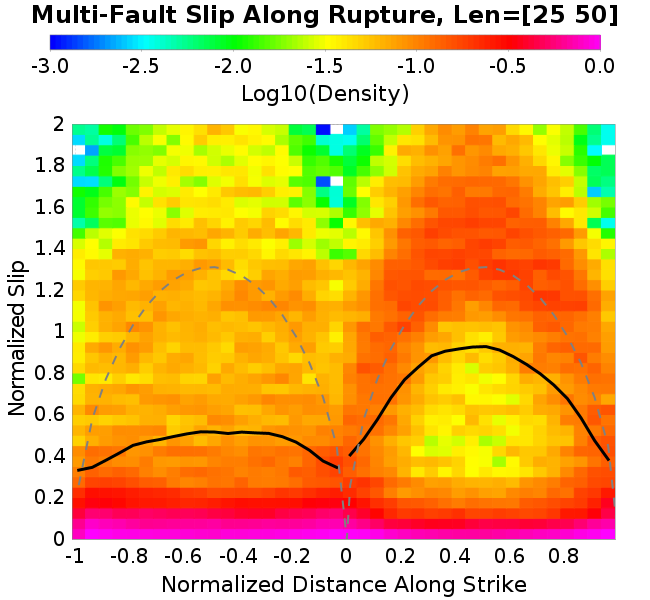 Multi-Fault Slip Along Rupture, Len=[25 50]
-3.0 -2.5 -2.0 -1.5 -1.0 -0.5 0.0
Log10(Density)
2
1.8
1.6
1.4
1.2
1
0.8
0.6
0.4
0.2
0
Normalized Slip
-1 -0.8 -0.6 -0.4 -0.2 0 0.2 0.4 0.6 0.8
Normalized Distance Along Strike